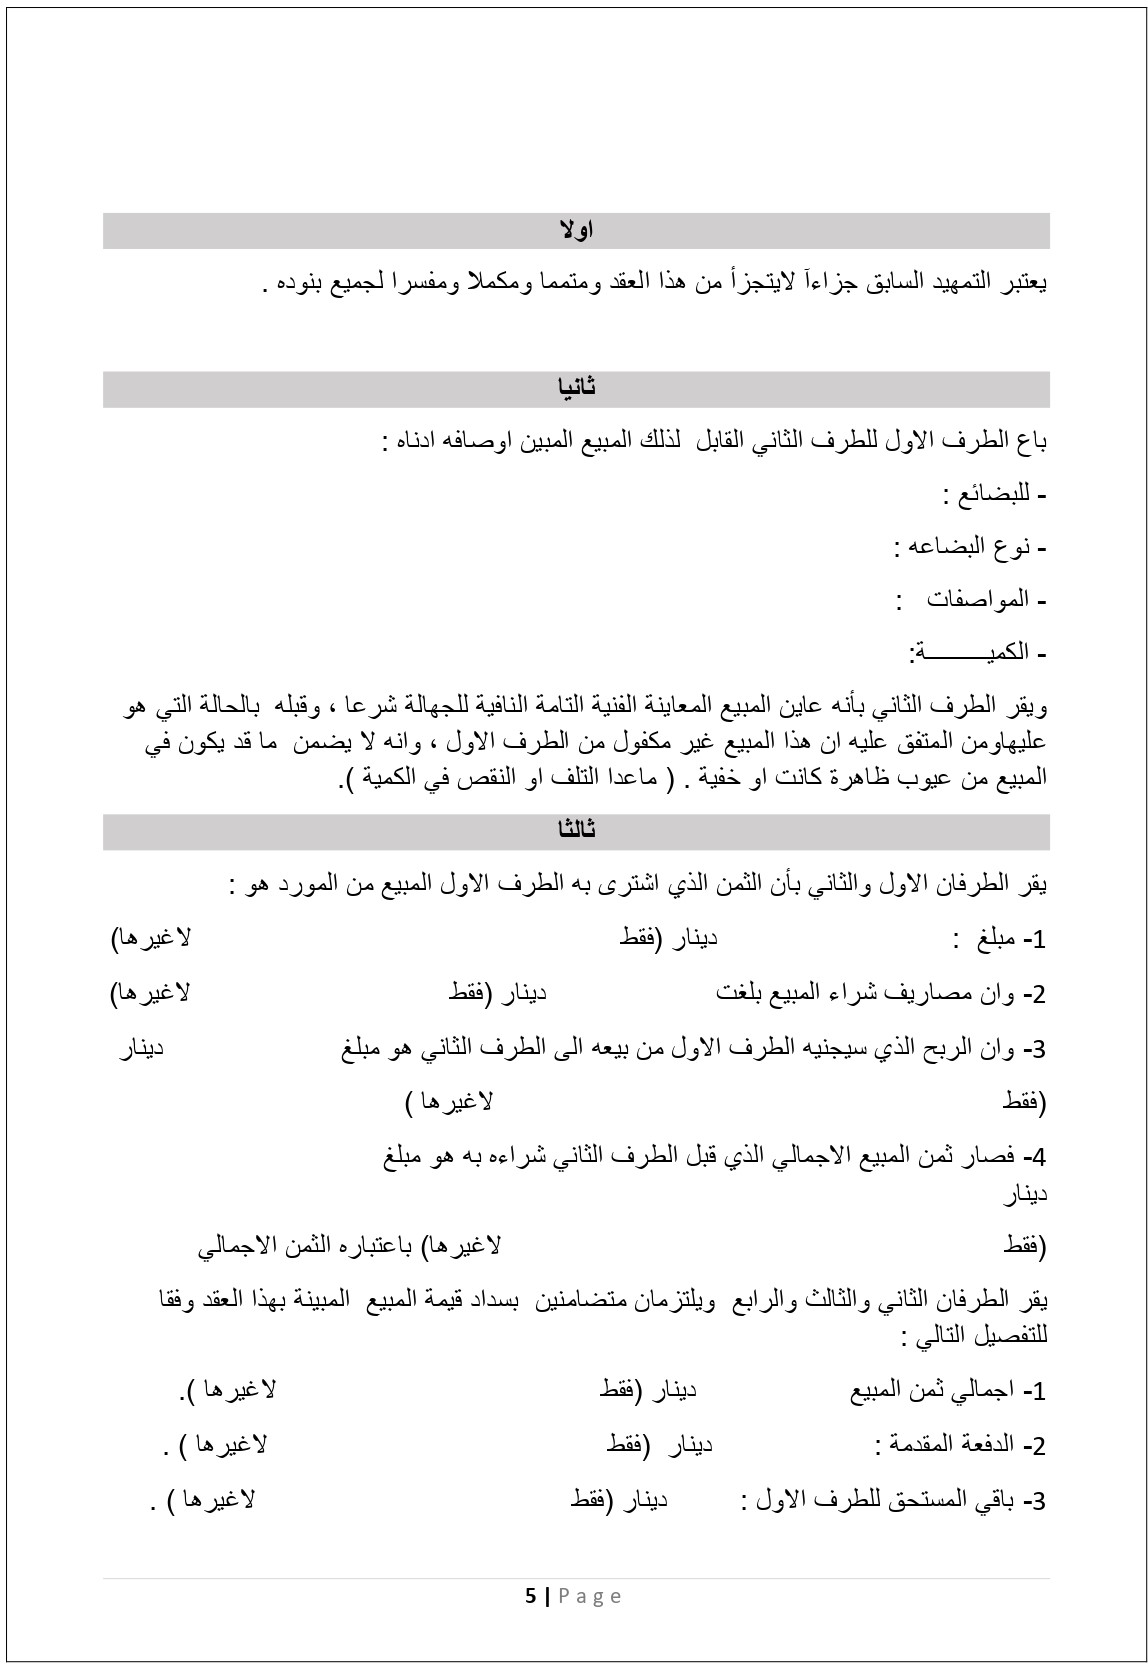 اولا
يعتبر التمهيد السابق جزاءآ لايتجزأ من هذا العقد ومتمما ومكملا ومفسرا لجميع بنوده .
ثانيا
باع الطرف الاول للطرف الثاني القابل لذلك المبيع المبين اوصافه ادناه :
- للبضائع :
- نوع البضاعه :
- المواصفات :
- الكميـــــــــة:
ويقر الطرف الثاني بأنه عاين المبيع المعاينة الفنية التامة النافية للجهالة شرعا ، وقبله بالحالة التي هو
عليهاومن المتفق عليه ان هذا المبيع غير مكفول من الطرف الاول ، وانه لا يضمن ما قد يكون في
المبيع من عيوب ظاهرة كانت او خفية . ( ماعدا التلف او النقص في الكمية ).
ثالثا
يقر الطرفان الاول والثاني بأن الثمن الذي اشترى به الطرف الاول المبيع من المورد هو :
1- مبلغ : دينار (فقط لاغيرها)
2- وان مصاريف شراء المبيع بلغت دينار (فقط لاغيرها)
3- وان الربح الذي سيجنيه الطرف الاول من بيعه الى الطرف الثاني هو مبلغ دينار
(فقط لاغيرها )
4- فصار ثمن المبيع الاجمالي الذي قبل الطرف الثاني شراءه به هو مبلغ
دينار
(فقط لاغيرها) باعتباره الثمن الاجمالي
يقر الطرفان الثاني والثالث والرابع ويلتزمان متضامنين بسداد قيمة المبيع المبينة بهذا العقد وفقا
للتفصيل التالي :
1- اجمالي ثمن المبيع دينار (فقط لاغيرها ).
2- الدفعة المقدمة : دينار (فقط لاغيرها ) .
3- باقي المستحق للطرف الاول : دينار (فقط لاغيرها ) .
5 | Page